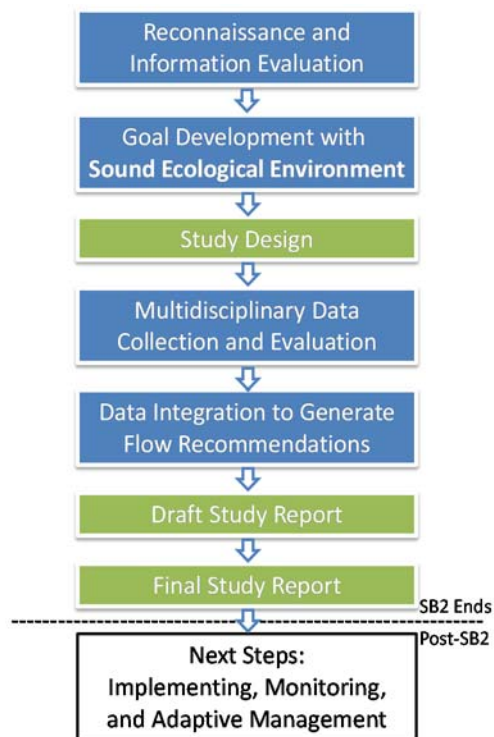 Reconnaissance and
Information Evaluation
Goal Development with
Sound Ecological Environment
Study Design
Multidisciplinary Data
Collection and Evaluation
Data Integration to Generate
Flow Recommendations
Draft Study Report
Final Study Report
SB2 Ends
Post-SB2
Next Steps:
Implementing, Monitoring,
and Adaptive Management